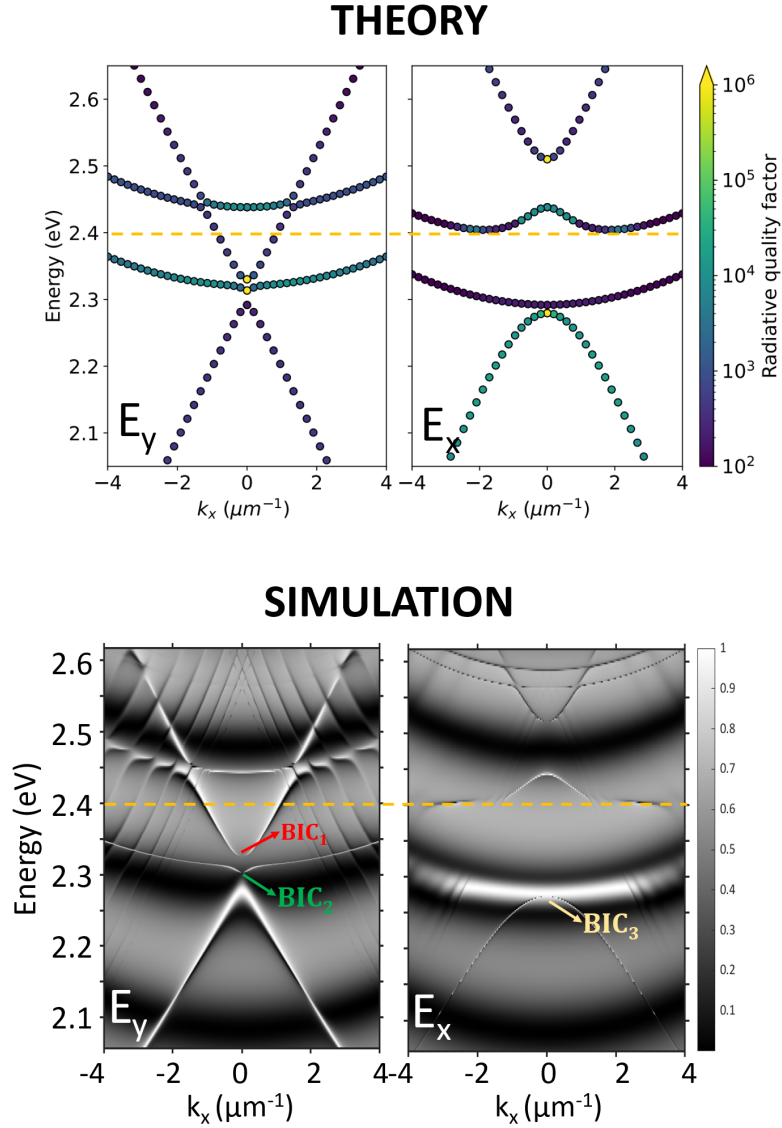 THEORY
2.6
2.5
2.4
2.3
2.2
2.1
Energy (eV)
E_y
−4 −2 0 2 4
k_x (μm⁻¹)
E_x
−4 −2 0 2 4
k_x (μm⁻¹)
10⁶
10⁵
10⁴
10³
10²
Radiative quality factor
SIMULATION
2.6
2.5
2.4
2.3
2.2
2.1
Energy (eV)
BIC₁
BIC₂
E_y
-4 -2 0 2 4
k_x (μm⁻¹)
BIC₃
E_x
-4 -2 0 2 4
k_x (μm⁻¹)
1
0.9
0.8
0.7
0.6
0.5
0.4
0.3
0.2
0.1